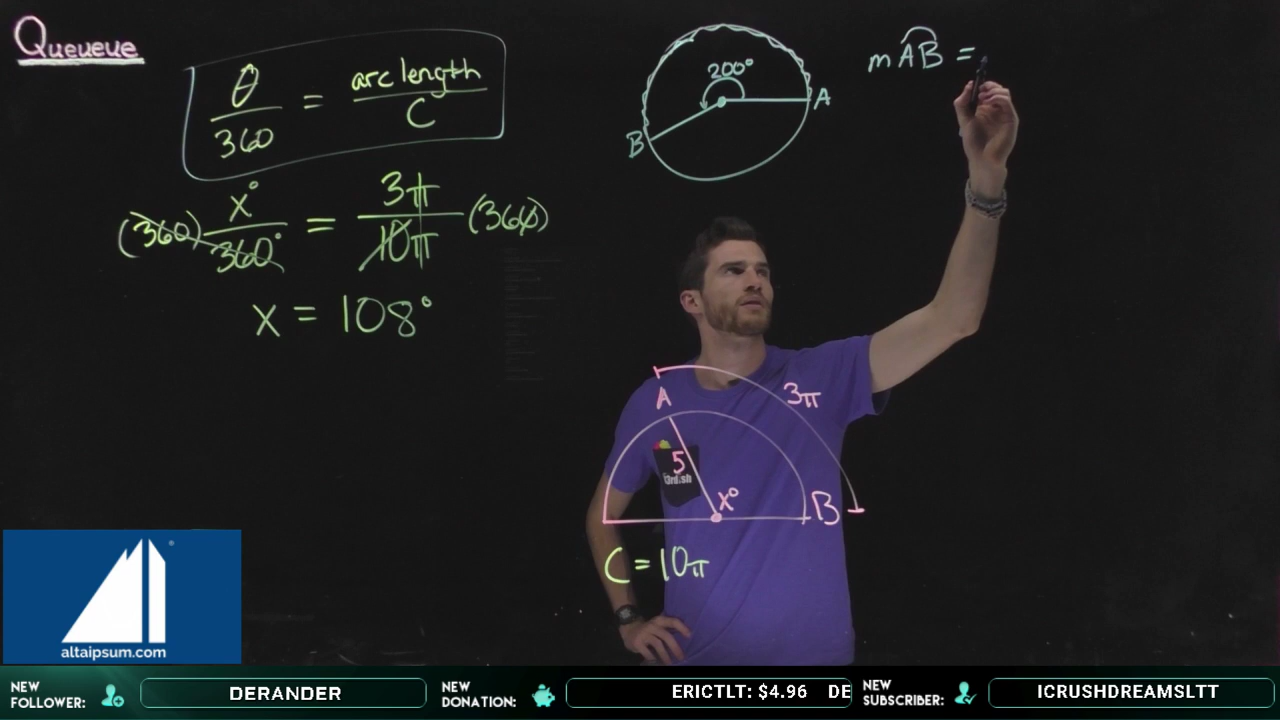 Queueue
θ/360 = arc length/C
(360) x°/360° = 3π/10π (360)
x = 108°
200°
A
B
mAB =
A
3π
5
x°
B
C = 10π
altaipsum.com
NEW FOLLOWER:
DERANDER
NEW DONATION:
ERICTLT: $4.96 DE
NEW SUBSCRIBER:
ICRUSHDREAMSLTT